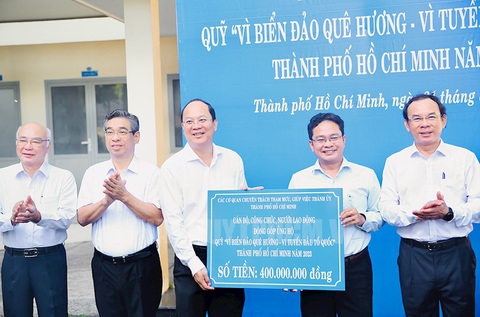 QUỸ "VÌ BIỂN ĐẢO QUÊ HƯƠNG - VÌ TUYẾ
THÀNH PHỐ HỒ CHÍ MINH NĂM
Thành phố Hồ Chí Minh, ngày 21 tháng
CÁC CƠ QUAN CHUYÊN TRÁCH THAM MƯU, GIÚP VIỆC THÀNH ỦY
THÀNH PHỐ HỒ CHÍ MINH
CÁN BỘ, CÔNG CHỨC, NGƯỜI LAO ĐỘNG
ĐÓNG GÓP ỦNG HỘ
QUỸ "VÌ BIỂN ĐẢO QUÊ HƯƠNG - VÌ TUYẾN ĐẦU TỔ QUỐC"
THÀNH PHỐ HỒ CHÍ MINH NĂM 2023
SỐ TIỀN: 400.000.000 đồng